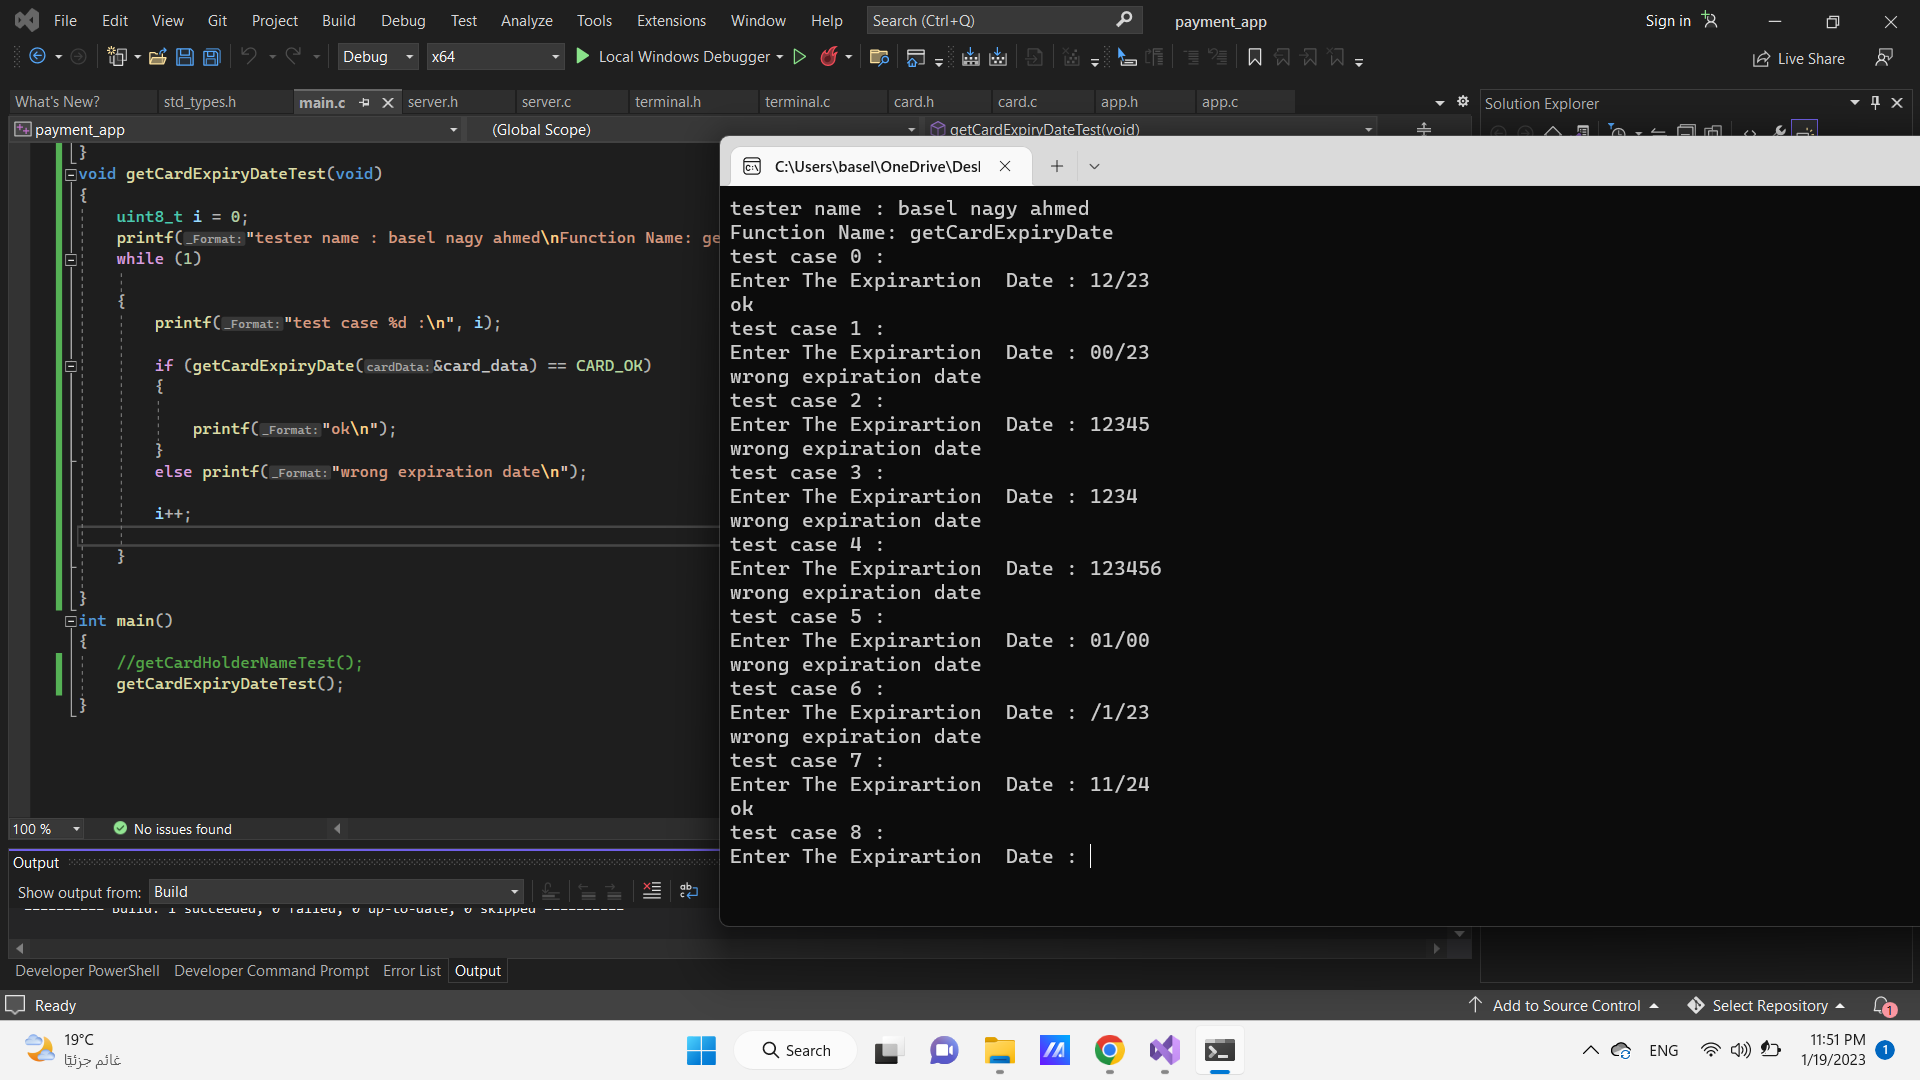 File Edit View Git Project Build Debug Test Analyze Tools Extensions Window Help Search (Ctrl+Q) payment_app Sign in
Debug x64 Local Windows Debugger Live Share
What's New? std_types.h main.c server.h server.c terminal.h terminal.c card.h card.c app.h app.c
Solution Explorer
payment_app (Global Scope) getCardExpiryDateTest(void)
}
void getCardExpiryDateTest(void)
{
uint8_t i = 0;
printf(_Format:"tester name : basel nagy ahmed\nFunction Name: ge
while (1)
{
printf(_Format:"test case %d :\n", i);
if (getCardExpiryDate(cardData:&card_data) == CARD_OK)
{
printf(_Format:"ok\n");
}
else printf(_Format:"wrong expiration date\n");
i++;
}
}
int main()
{
//getCardHolderNameTest();
getCardExpiryDateTest();
}
100 % No issues found
Output
Show output from: Build
========== Build: 1 succeeded, 0 failed, 0 up-to-date, 0 skipped ==========
Developer PowerShell Developer Command Prompt Error List Output
C:\Users\basel\OneDrive\Desl
tester name : basel nagy ahmed
Function Name: getCardExpiryDate
test case 0 :
Enter The Expirartion  Date : 12/23
ok
test case 1 :
Enter The Expirartion  Date : 00/23
wrong expiration date
test case 2 :
Enter The Expirartion  Date : 12345
wrong expiration date
test case 3 :
Enter The Expirartion  Date : 1234
wrong expiration date
test case 4 :
Enter The Expirartion  Date : 123456
wrong expiration date
test case 5 :
Enter The Expirartion  Date : 01/00
wrong expiration date
test case 6 :
Enter The Expirartion  Date : /1/23
wrong expiration date
test case 7 :
Enter The Expirartion  Date : 11/24
ok
test case 8 :
Enter The Expirartion  Date :
Ready Add to Source Control Select Repository 1
19°C
غائم جزئيًا
Search
ENG
11:51 PM
1/19/2023
1